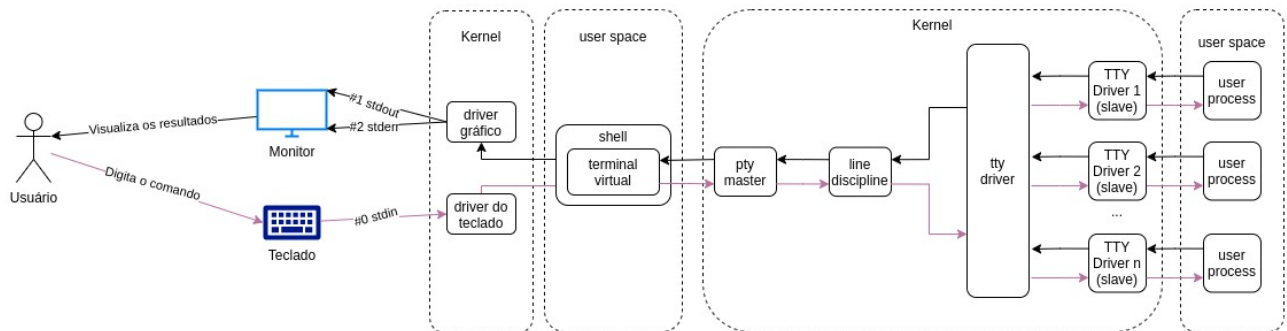 Kernel
user space
Kernel
user space
Usuário
Visualiza os resultados
Digita o comando
Monitor
Teclado
#1 stdout
#2 stderr
#0 stdin
driver
gráfico
driver do
teclado
shell
terminal
virtual
pty
master
line
discipline
tty
driver
TTY
Driver 1
(slave)
user
process
TTY
Driver 2
(slave)
user
process
...
TTY
Driver n
(slave)
user
process